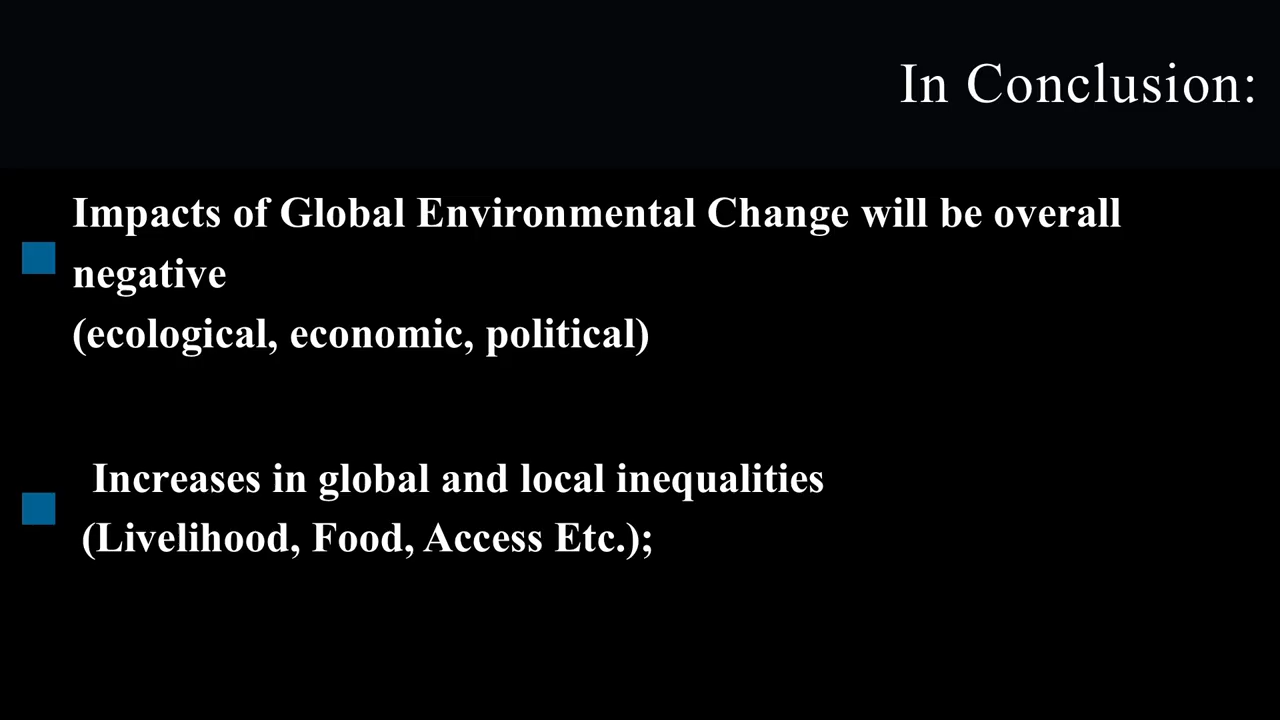 In Conclusion:
Impacts of Global Environmental Change will be overall
negative
(ecological, economic, political)
Increases in global and local inequalities
(Livelihood, Food, Access Etc.);